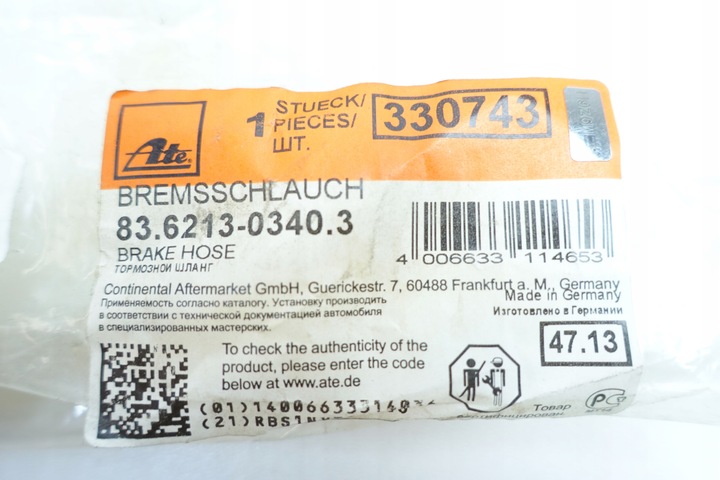 Ate
1 STUECK/
PIECES/
ШТ.
330743
BREMSSCHLAUCH
83.6213-0340.3
BRAKE HOSE
ТОРМОЗНОЙ ШЛАНГ
4 006633 114653
Continental Aftermarket GmbH, Guerickestr. 7, 60488 Frankfurt a. M., Germany
Made in Germany
Применяемость согласно каталогу. Установку производить
в соответствии с технической документацией автомобиля
в специализированных мастерских.
Изготовлено в Германии
47.13
To check the authenticity of the
product, please enter the code
below at www.ate.de
Товар
РС